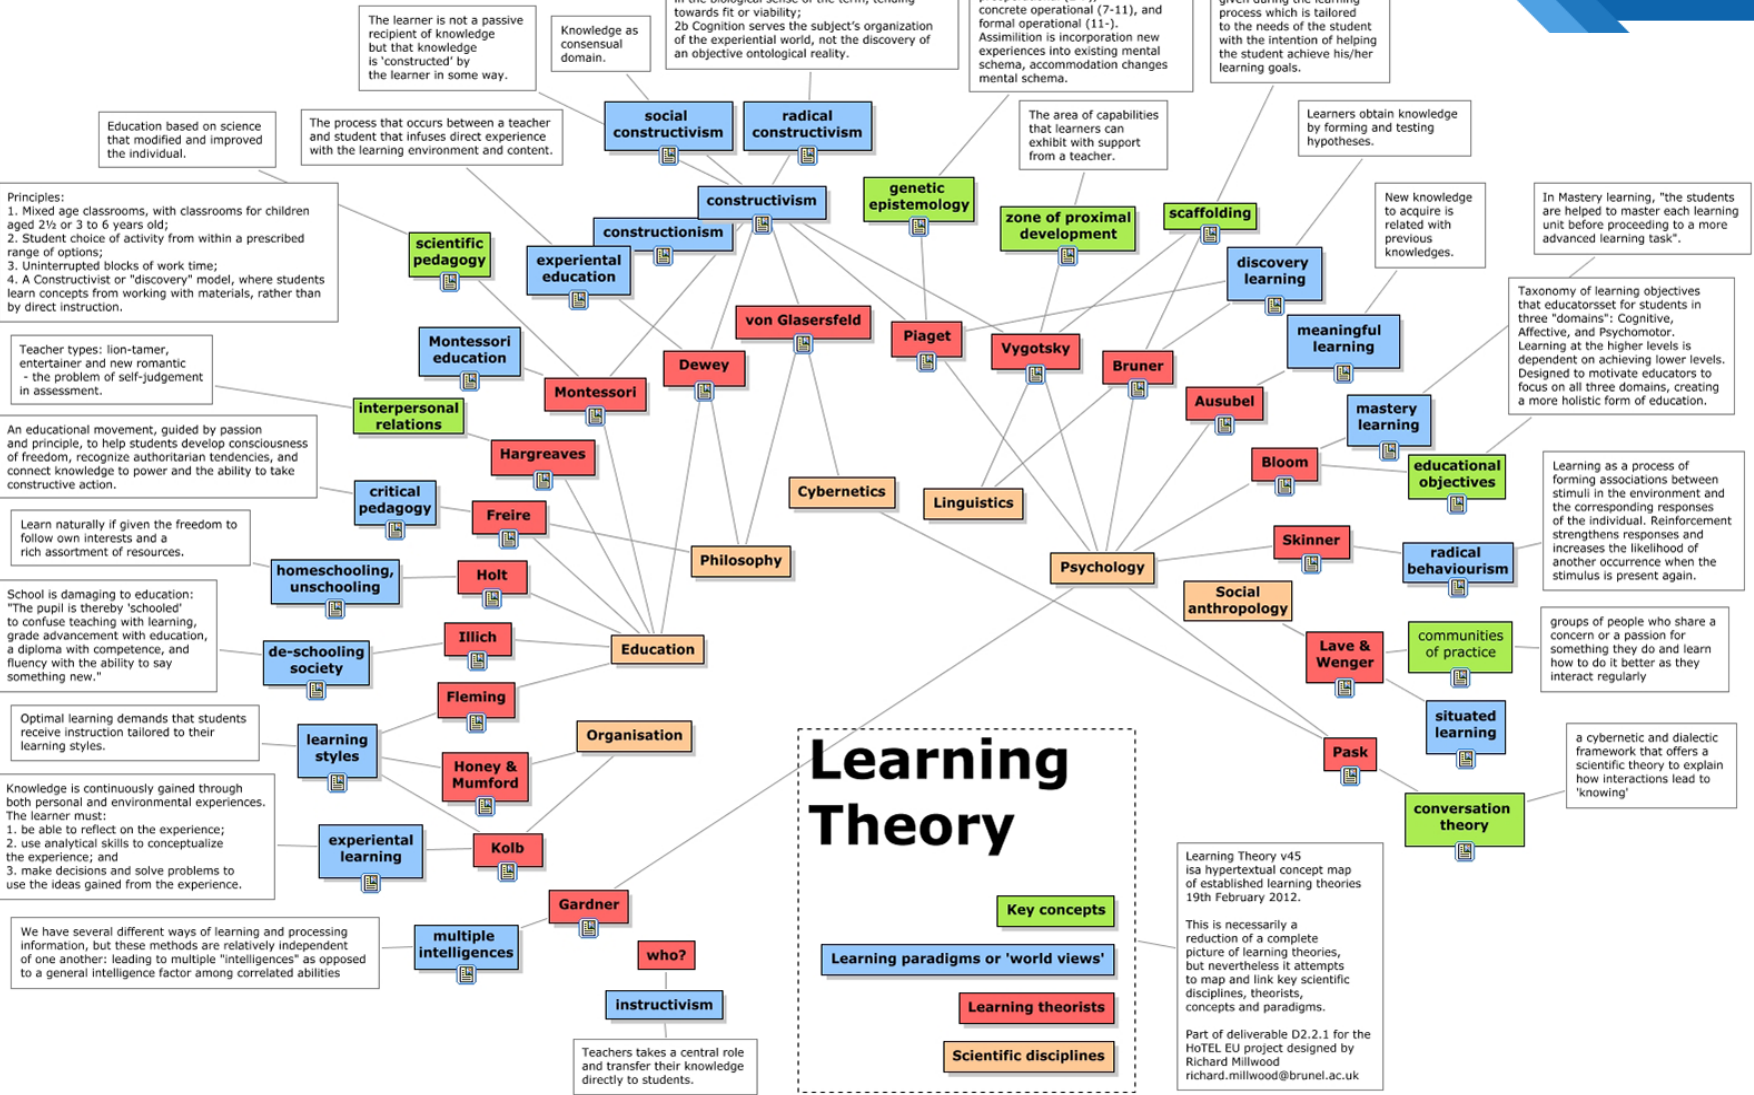 The learner is not a passive
recipient of knowledge
but that knowledge
is ‘constructed’ by
the learner in some way.
Knowledge as
consensual
domain.
towards fit or viability;
2b Cognition serves the subject’s organization
of the experiential world, not the discovery of
an objective ontological reality.
concrete operational (7-11), and
formal operational (11-).
Assimilition is incorporation new
experiences into existing mental
schema, accommodation changes
mental schema.
process which is tailored
to the needs of the student
with the intention of helping
the student achieve his/her
learning goals.
Education based on science
that modified and improved
the individual.
The process that occurs between a teacher
and student that infuses direct experience
with the learning environment and content.
social
constructivism
radical
constructivism
The area of capabilities
that learners can
exhibit with support
from a teacher.
Learners obtain knowledge
by forming and testing
hypotheses.
Principles:
1. Mixed age classrooms, with classrooms for children
aged 2½ or 3 to 6 years old;
2. Student choice of activity from within a prescribed
range of options;
3. Uninterrupted blocks of work time;
4. A Constructivist or "discovery" model, where students
learn concepts from working with materials, rather than
by direct instruction.
constructivism
genetic
epistemology
zone of proximal
development
scaffolding
New knowledge
to acquire is
related with
previous
knowledges.
In Mastery learning, "the students
are helped to master each learning
unit before proceeding to a more
advanced learning task".
scientific
pedagogy
constructionism
experiential
education
discovery
learning
Taxonomy of learning objectives
that educatorsset for students in
three "domains": Cognitive,
Affective, and Psychomotor.
Learning at the higher levels is
dependent on achieving lower levels.
Designed to motivate educators to
focus on all three domains, creating
a more holistic form of education.
Teacher types: lion-tamer,
entertainer and new romantic
- the problem of self-judgement
in assessment.
Montessori
education
von Glasersfeld
Piaget
Vygotsky
meaningful
learning
Dewey
Bruner
Montessori
Ausubel
interpersonal
relations
mastery
learning
An educational movement, guided by passion
and principle, to help students develop consciousness
of freedom, recognize authoritarian tendencies, and
connect knowledge to power and the ability to take
constructive action.
Hargreaves
Bloom
educational
objectives
Learning as a process of
forming associations between
stimuli in the environment and
the corresponding responses
of the individual. Reinforcement
strengthens responses and
increases the likelihood of
another occurrence when the
stimulus is present again.
critical
pedagogy
Cybernetics
Linguistics
Freire
Learn naturally if given the freedom to
follow own interests and a
rich assortment of resources.
Skinner
radical
behaviourism
homeschooling,
unschooling
Holt
Philosophy
Psychology
Social
anthropology
School is damaging to education:
"The pupil is thereby 'schooled'
to confuse teaching with learning,
grade advancement with education,
a diploma with competence, and
fluency with the ability to say
something new."
de-schooling
society
Illich
Education
Lave &
Wenger
communities
of practice
groups of people who share a
concern or a passion for
something they do and learn
how to do it better as they
interact regularly
Fleming
Optimal learning demands that students
receive instruction tailored to their
learning styles.
learning
styles
Organisation
situated
learning
Honey &
Mumford
Pask
a cybernetic and dialectic
framework that offers a
scientific theory to explain
how interactions lead to
'knowing'
Knowledge is continuously gained through
both personal and environmental experiences.
The learner must:
1. be able to reflect on the experience;
2. use analytical skills to conceptualize
the experience; and
3. make decisions and solve problems to
use the ideas gained from the experience.
experiential
learning
Kolb
conversation
theory
Learning
Theory
Gardner
We have several different ways of learning and processing
information, but these methods are relatively independent
of one another: leading to multiple "intelligences" as opposed
to a general intelligence factor among correlated abilities
multiple
intelligences
who?
instructivism
Teachers takes a central role
and transfer their knowledge
directly to students.
Key concepts
Learning paradigms or 'world views'
Learning theorists
Scientific disciplines
Learning Theory v45
isa hypertextual concept map
of established learning theories
19th February 2012.
This is necessarily a
reduction of a complete
picture of learning theories,
but nevertheless it attempts
to map and link key scientific
disciplines, theorists,
concepts and paradigms.
Part of deliverable D2.2.1 for the
HoTEL EU project designed by
Richard Millwood
richard.millwood@brunel.ac.uk